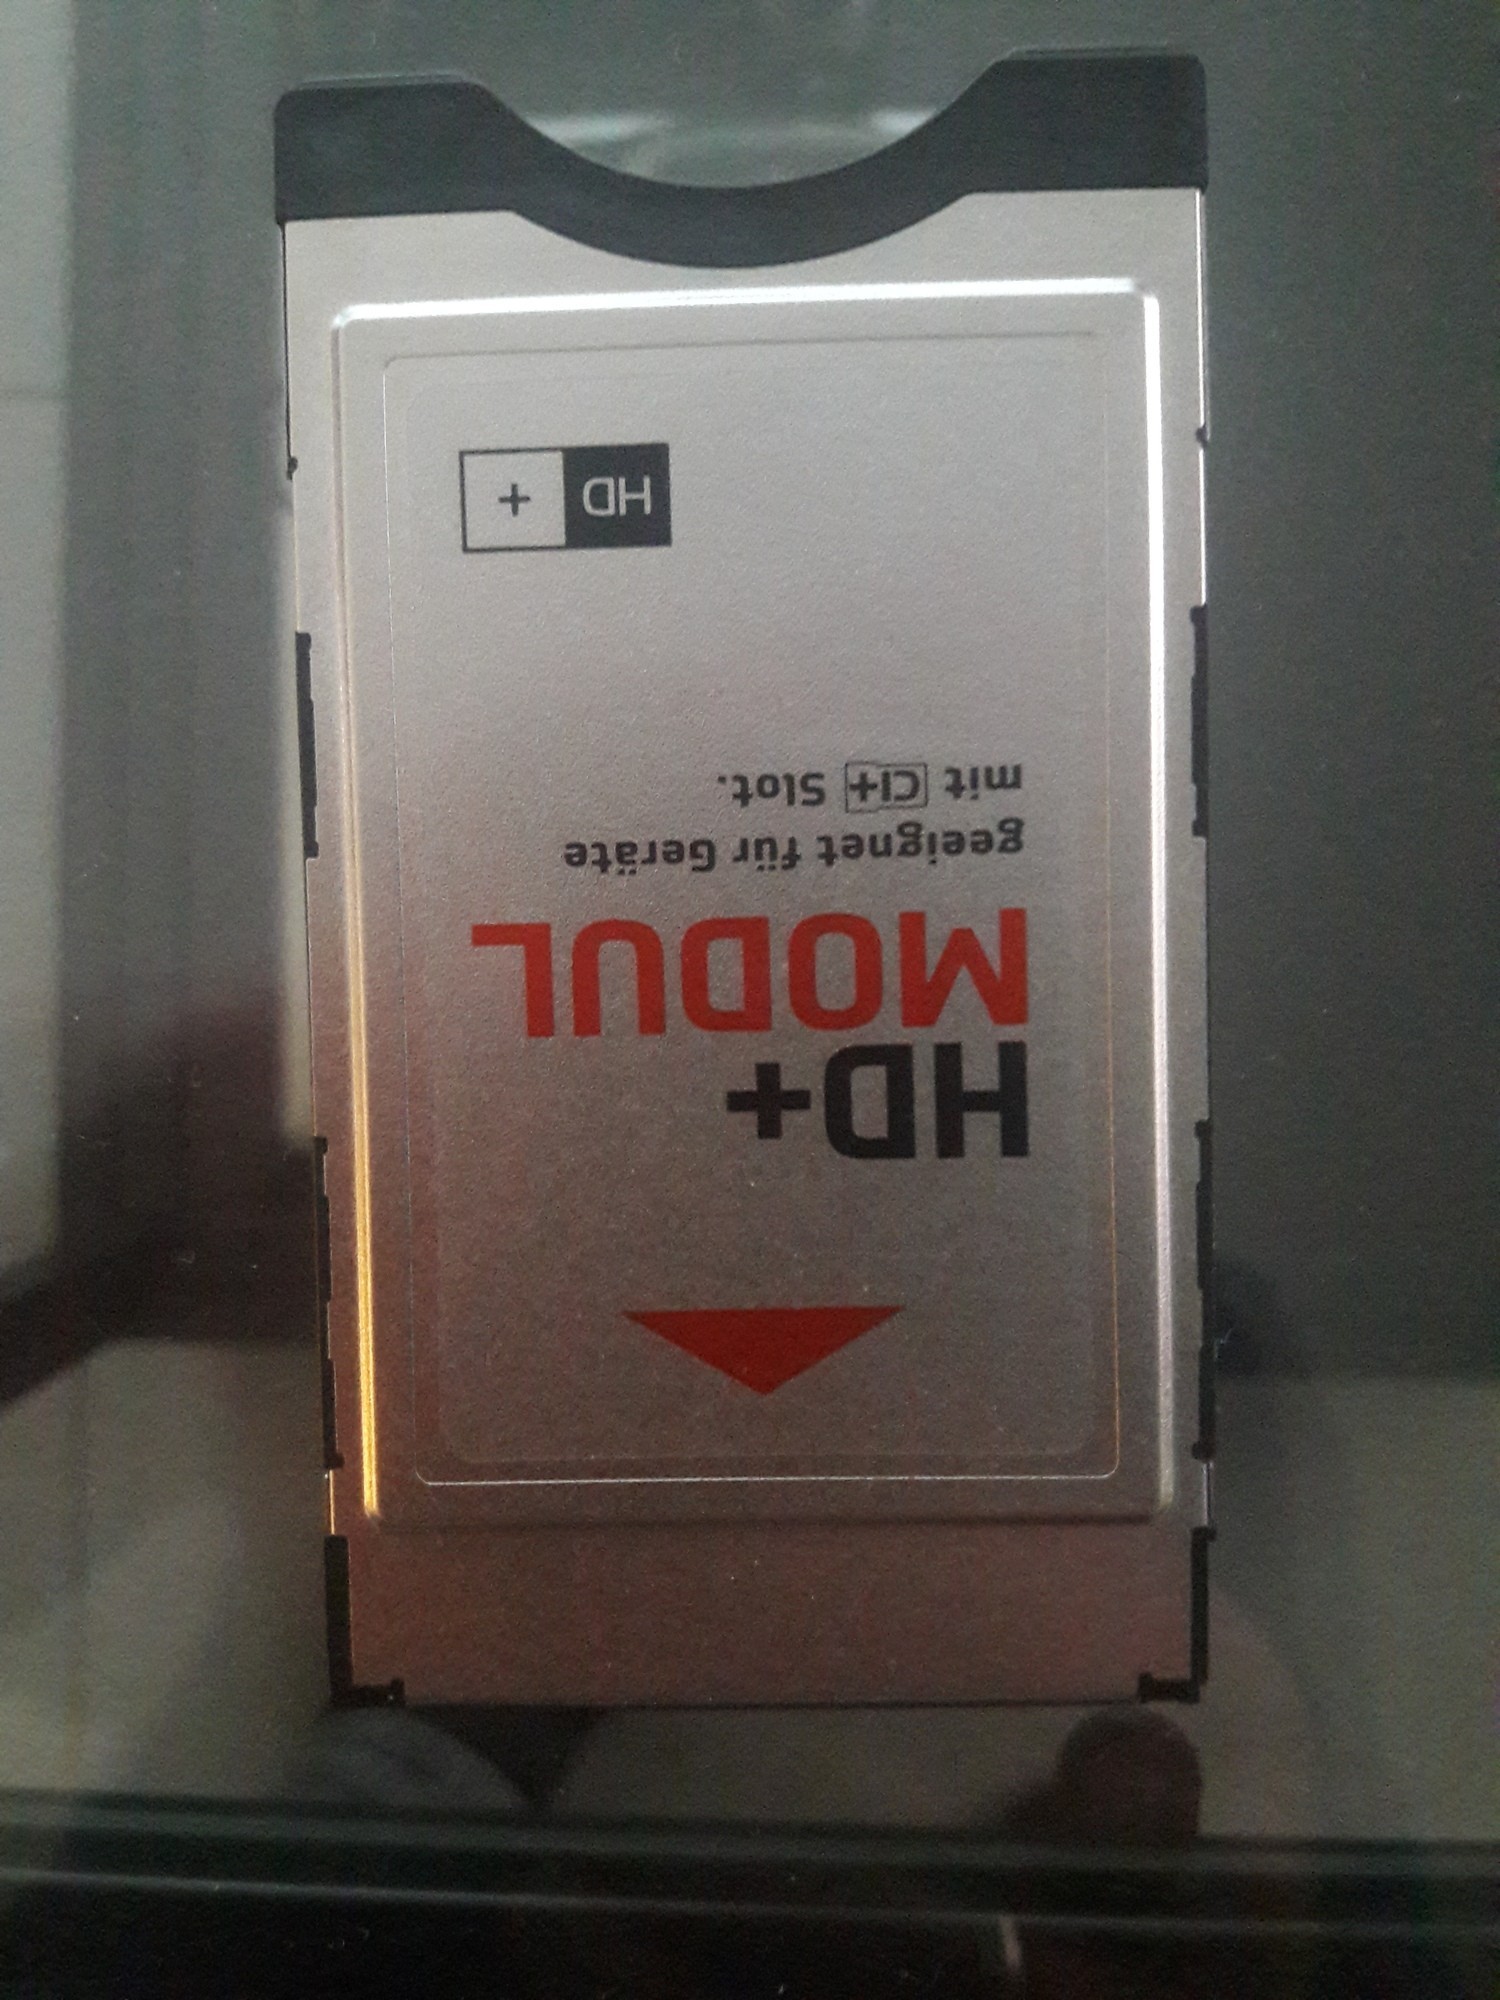 HD+
MODUL
geeignet für Geräte
mit CI+ Slot.
HD +